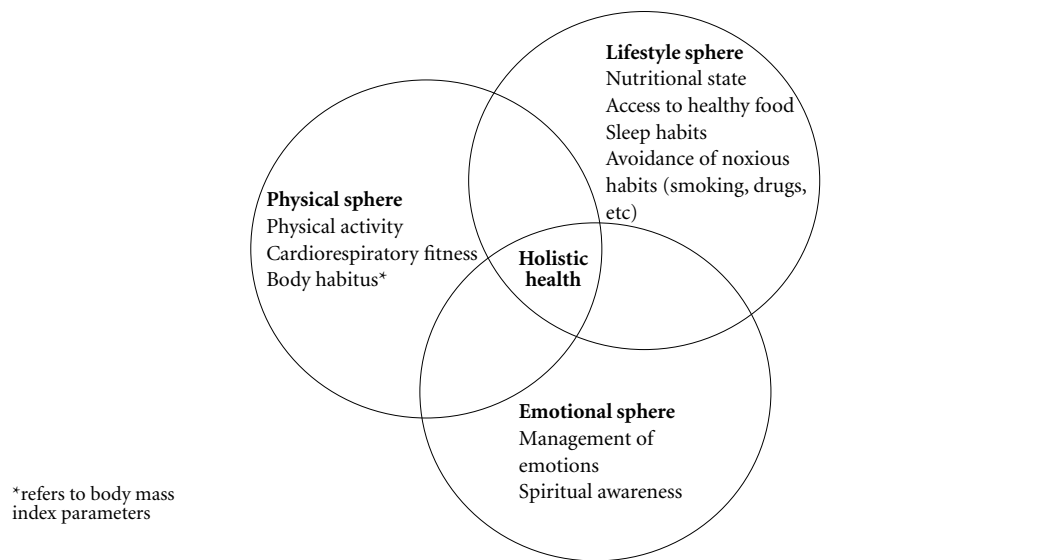 Lifestyle sphere
Nutritional state
Access to healthy food
Sleep habits
Avoidance of noxious
habits (smoking, drugs,
etc)
Physical sphere
Physical activity
Cardiorespiratory fitness
Body habitus*
Holistic
health
Emotional sphere
Management of
emotions
Spiritual awareness
*refers to body mass
index parameters